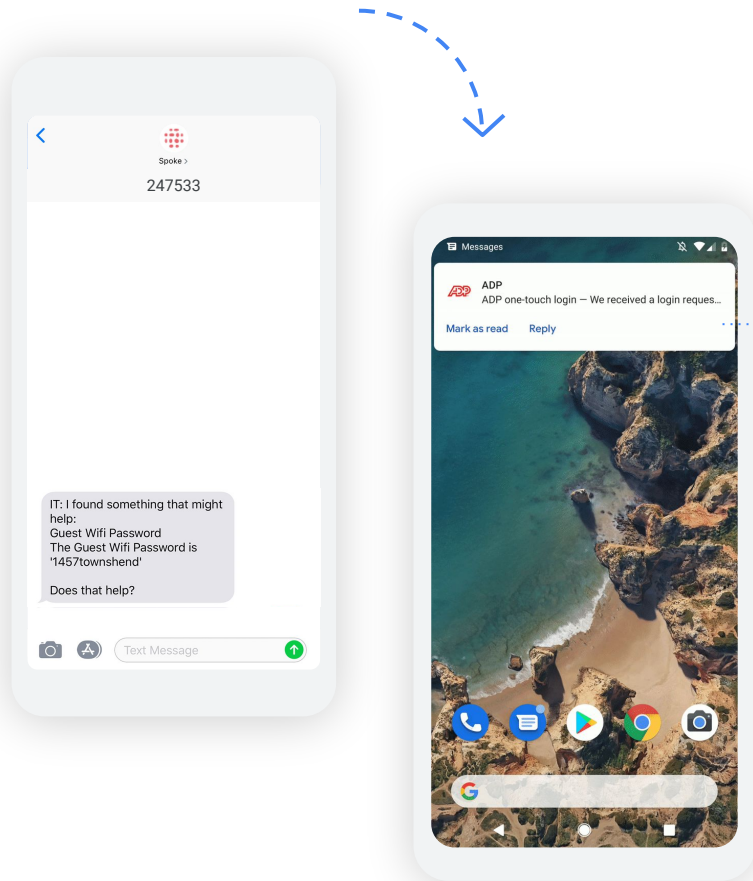 Spoke >
247533
IT: I found something that might
help:
Guest Wifi Password
The Guest Wifi Password is
'1457townshend'
Does that help?
Text Message
Messages
ADP
ADP
ADP one-touch login — We received a login reques...
Mark as read Reply